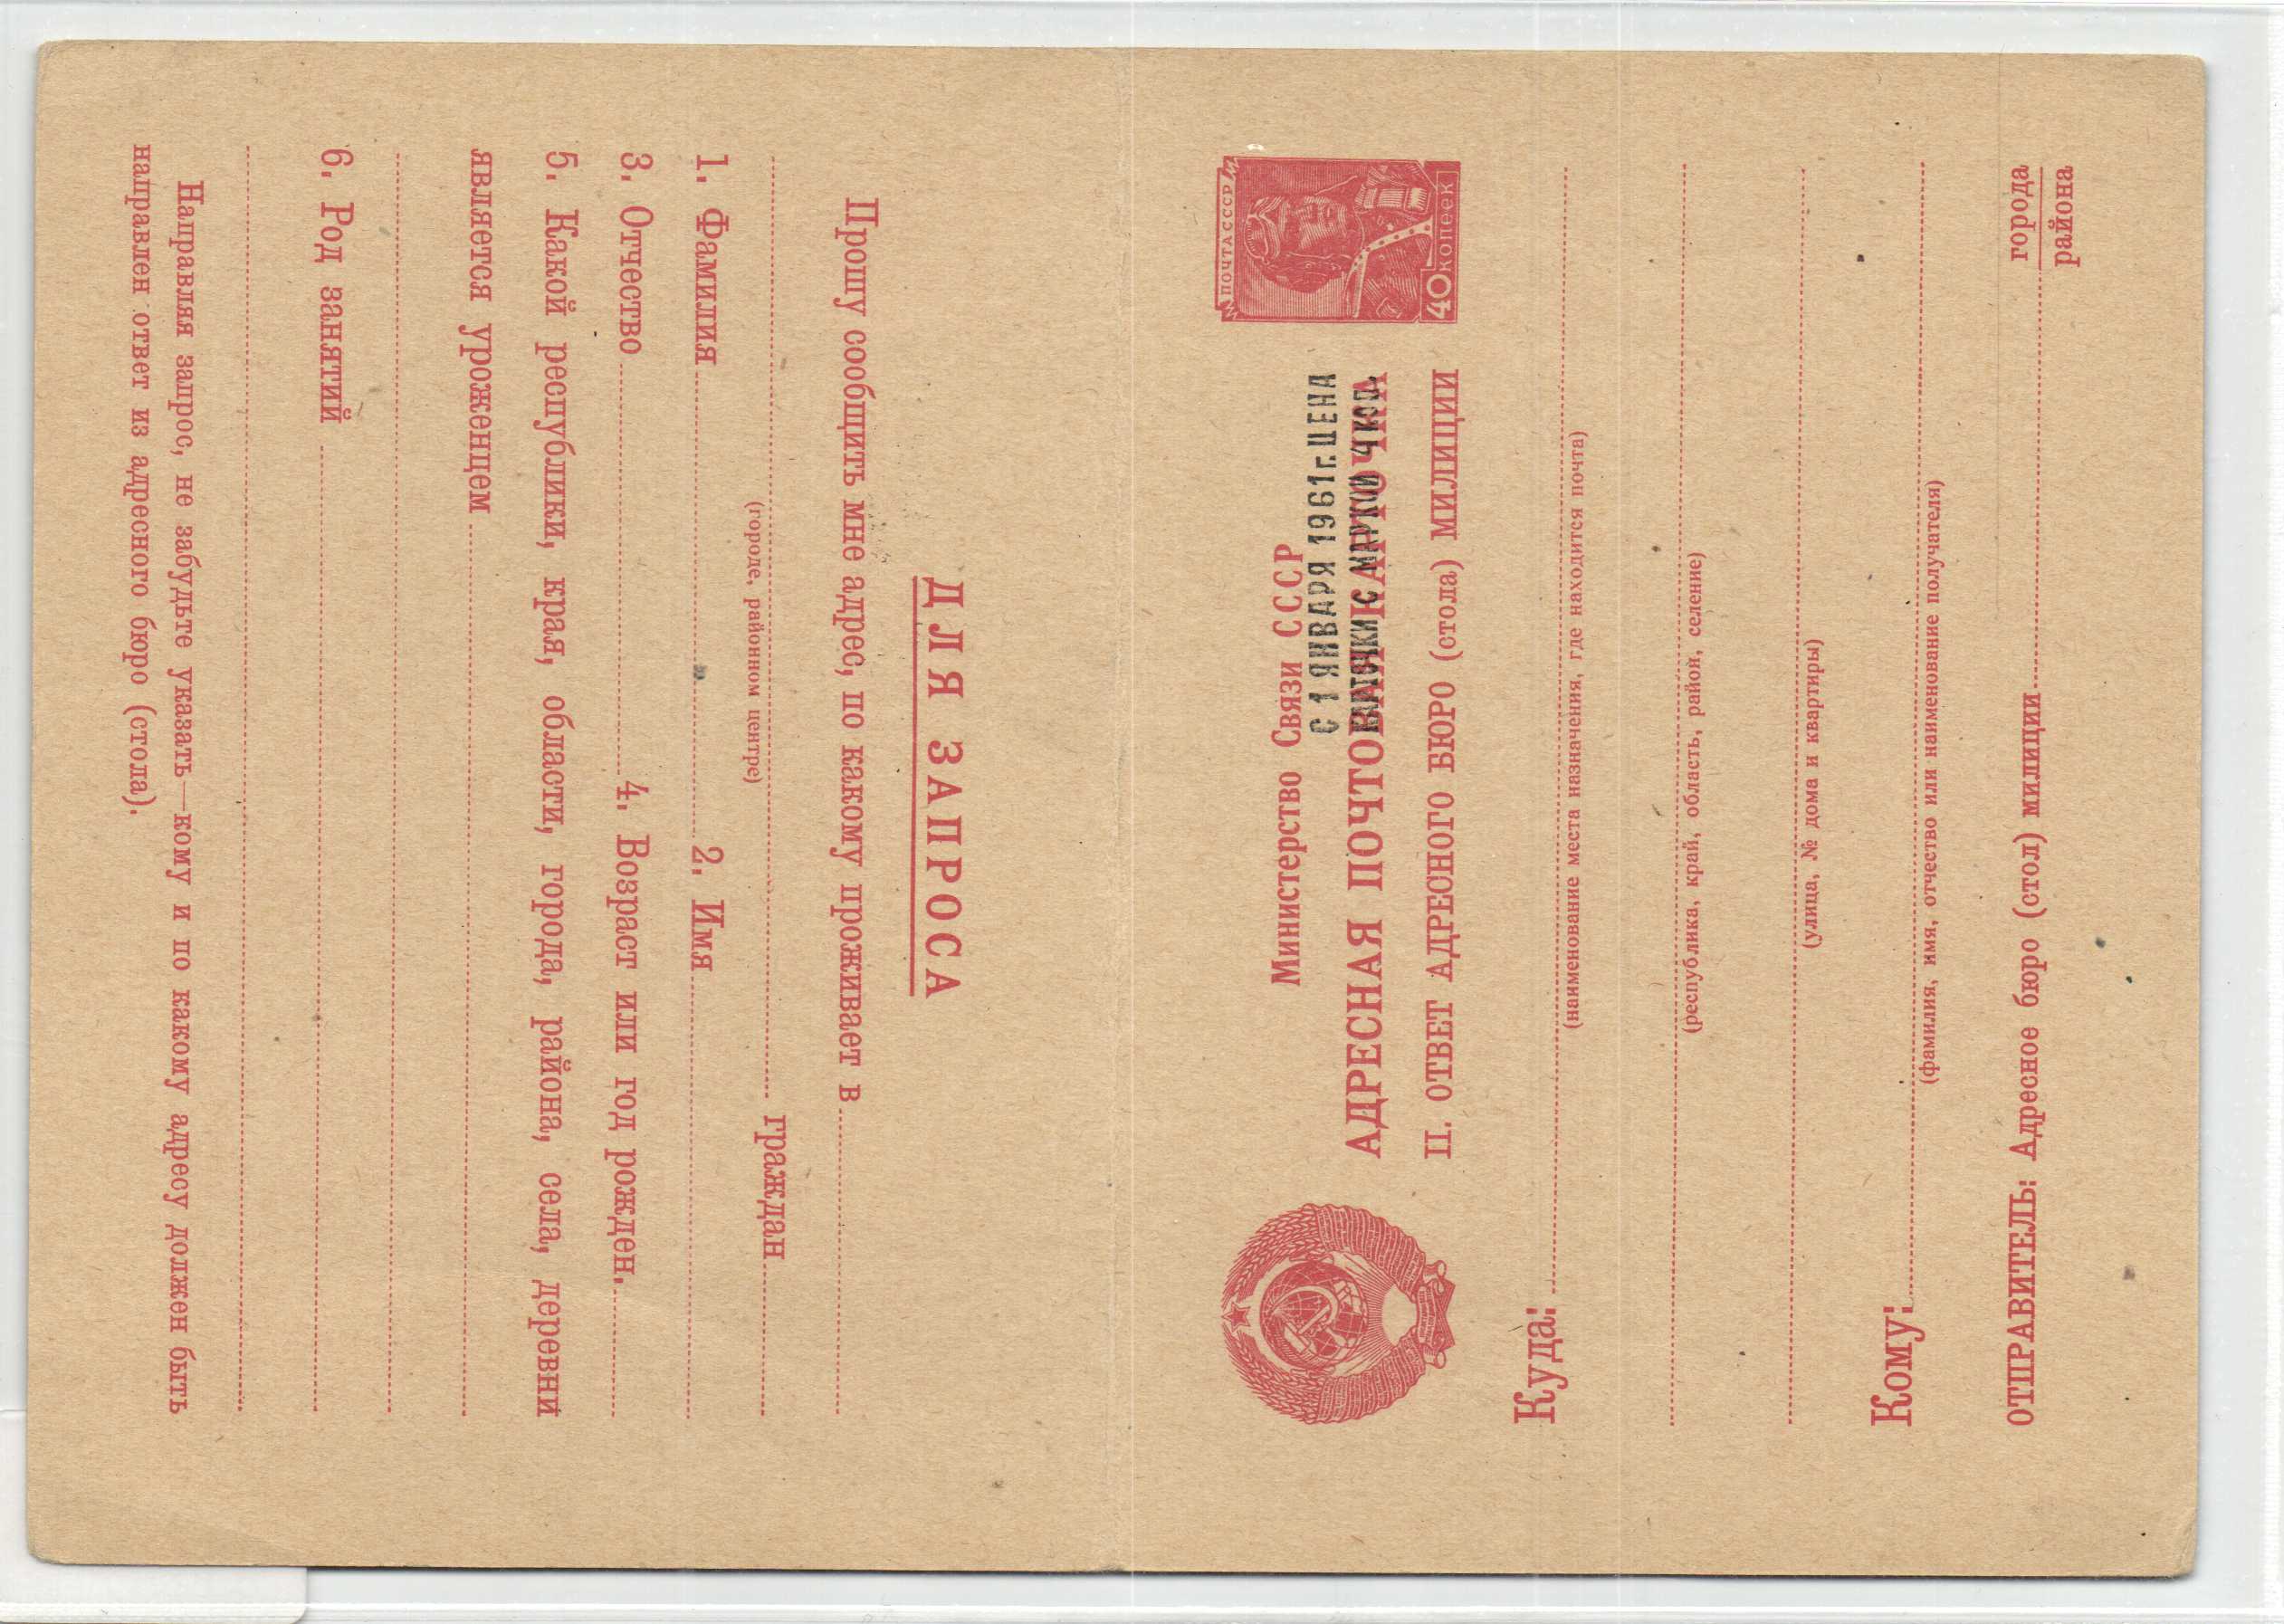 ДЛЯ ЗАПРОСА
Прошу сообщить мне адрес, по какому проживает в
(городе, районном центре)
граждан
1. Фамилия 2. Имя
3. Отчество 4. Возраст или год рожден.
5. Какой республики, края, области, города, района, села, деревни
является уроженцем
6. Род занятий
Направляя запрос, не забудьте указать—кому и по какому адресу должен быть
направлен ответ из адресного бюро (стола).
ПОЧТА СССР
40 КОПЕЕК
Министерство Связи СССР
С 1 ЯНВАРЯ 1961 г. ЦЕНА
КАРТОЧКИ С МАРКОЙ 4 КОП.
АДРЕСНАЯ ПОЧТОВАЯ КАРТОЧКА
II. ОТВЕТ АДРЕСНОГО БЮРО (стола) МИЛИЦИИ
Куда:
(наименование места назначения, где находится почта)
(республика, край, область, район, селение)
(улица, № дома и квартиры)
Кому:
(фамилия, имя, отчество или наименование получателя)
ОТПРАВИТЕЛЬ: Адресное бюро (стол) милиции города
района